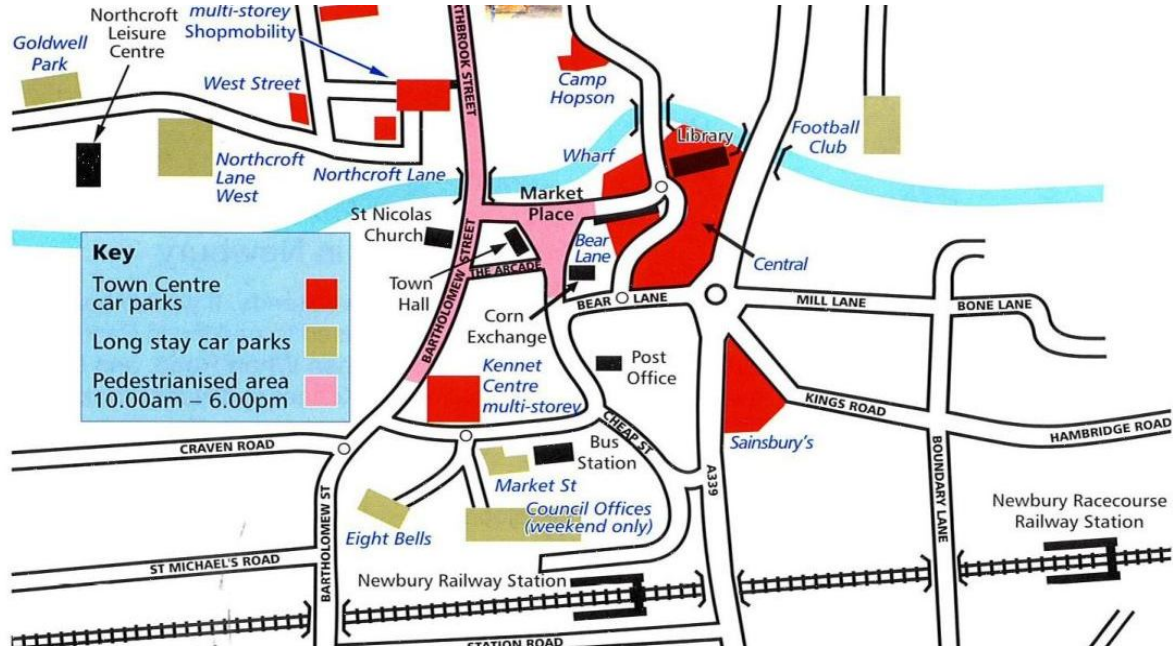 Northcroft
Leisure
Centre
multi-storey
Shopmobility
Goldwell
Park
West Street
THBROOK STREET
Camp
Hopson
Library
Football
Club
Northcroft
Lane
West
Northcroft Lane
Wharf
Market
Place
St Nicolas
Church
Bear
Lane
Central
Key
Town Centre
car parks
Long stay car parks
Pedestrianised area
10.00am – 6.00pm
BARTHOLOMEW STREET
THE ARCADE
Town
Hall
Corn
Exchange
BEAR LANE
MILL LANE
BONE LANE
Post
Office
Kennet
Centre
multi-storey
KINGS ROAD
HAMBRIDGE ROAD
CHEAP ST
Sainsbury's
CRAVEN ROAD
Bus
Station
Market St
A339
BOUNDARY LANE
Council Offices
(weekend only)
Eight Bells
BARTHOLOMEW ST
Newbury Racecourse
Railway Station
ST MICHAEL'S ROAD
Newbury Railway Station
STATION ROAD